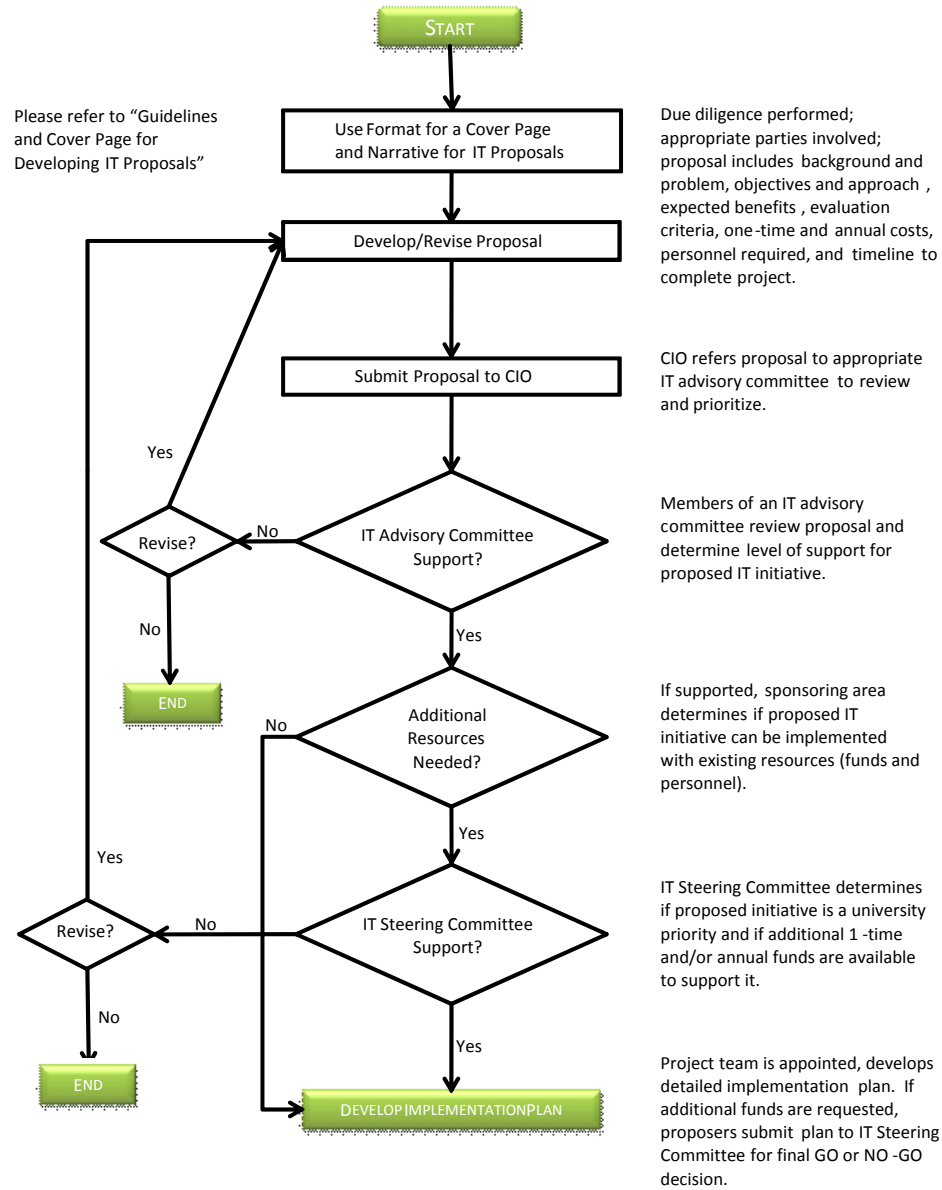 START
Please refer to “Guidelines
and Cover Page for
Developing IT Proposals”
Use Format for a Cover Page
and Narrative for IT Proposals
Due diligence performed;
appropriate parties involved;
proposal includes background and
problem, objectives and approach ,
expected benefits , evaluation
criteria, one-time and annual costs,
personnel required, and timeline to
complete project.
Develop/Revise Proposal
Submit Proposal to CIO
CIO refers proposal to appropriate
IT advisory committee to review
and prioritize.
Yes
Revise?
No
IT Advisory Committee
Support?
Members of an IT advisory
committee review proposal and
determine level of support for
proposed IT initiative.
No
Yes
END
No
Additional
Resources
Needed?
If supported, sponsoring area
determines if proposed IT
initiative can be implemented
with existing resources (funds and
personnel).
Yes
Yes
Revise?
No
IT Steering Committee
Support?
IT Steering Committee determines
if proposed initiative is a university
priority and if additional 1 -time
and/or annual funds are available
to support it.
No
Yes
END
DEVELOP IMPLEMENTATION PLAN
Project team is appointed, develops
detailed implementation plan. If
additional funds are requested,
proposers submit plan to IT Steering
Committee for final GO or NO -GO
decision.